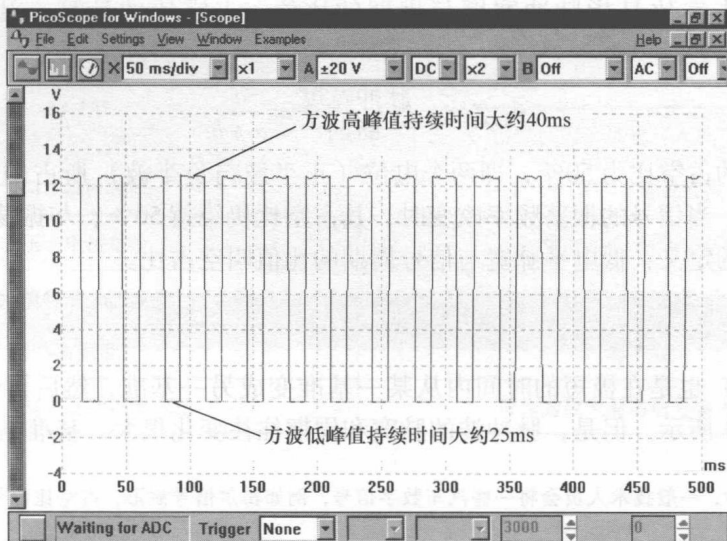 PicoScope for Windows - [Scope]
File Edit Settings View Window Examples Help
X 50 ms/div ×1 A ±20 V DC ×2 B Off AC Off
V
16
14
12
10
8
6
4
2
0
-2
-4
方波高峰值持续时间大约40ms
方波低峰值持续时间大约25ms
0 50 100 150 200 250 300 350 400 450 500
ms
Waiting for ADC Trigger None 3000 0